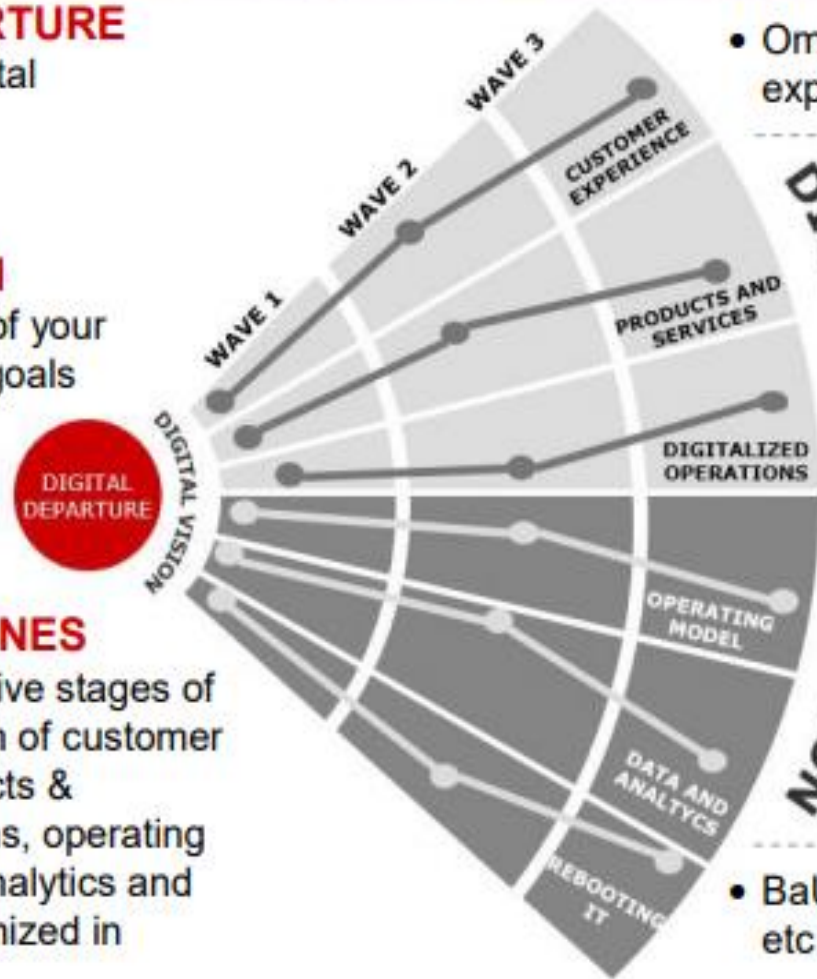 RTURE
tal
of your
goals
NES
ive stages of
n of customer
cts &
s, operating
nalytics and
nized in
DIGITAL
DEPARTURE
DIGITAL VISION
WAVE 1
WAVE 2
WAVE 3
CUSTOMER
EXPERIENCE
PRODUCTS AND
SERVICES
DIGITALIZED
OPERATIONS
OPERATING
MODEL
DATA AND
ANALTYCS
REBOOTING
IT
• Om
exp
• BaU
etc